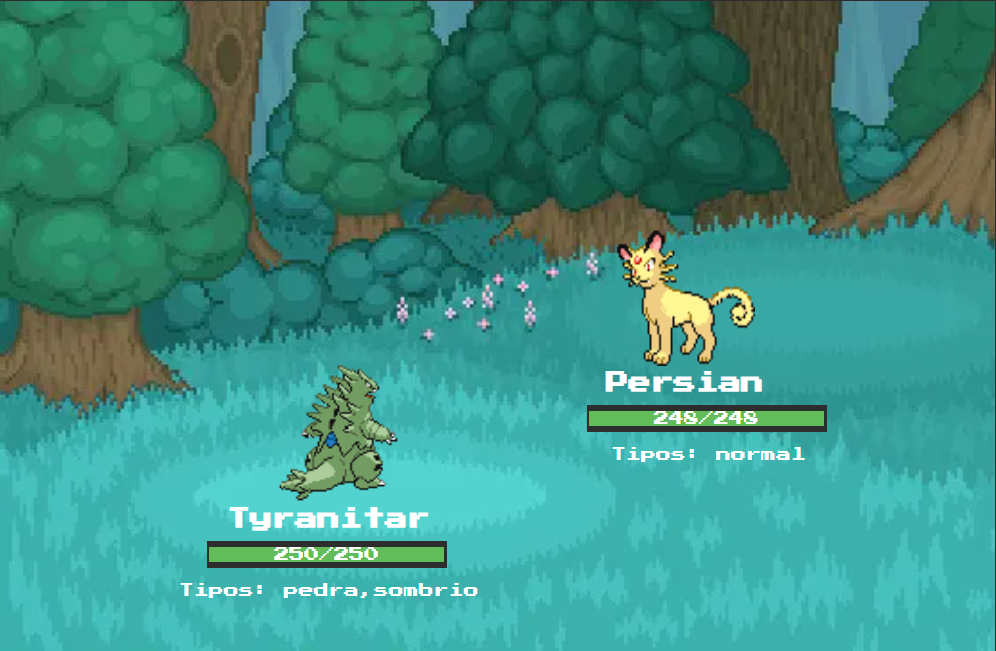 Persian
248/248
Tipos: normal
Tyranitar
250/250
Tipos: pedra,sombrio